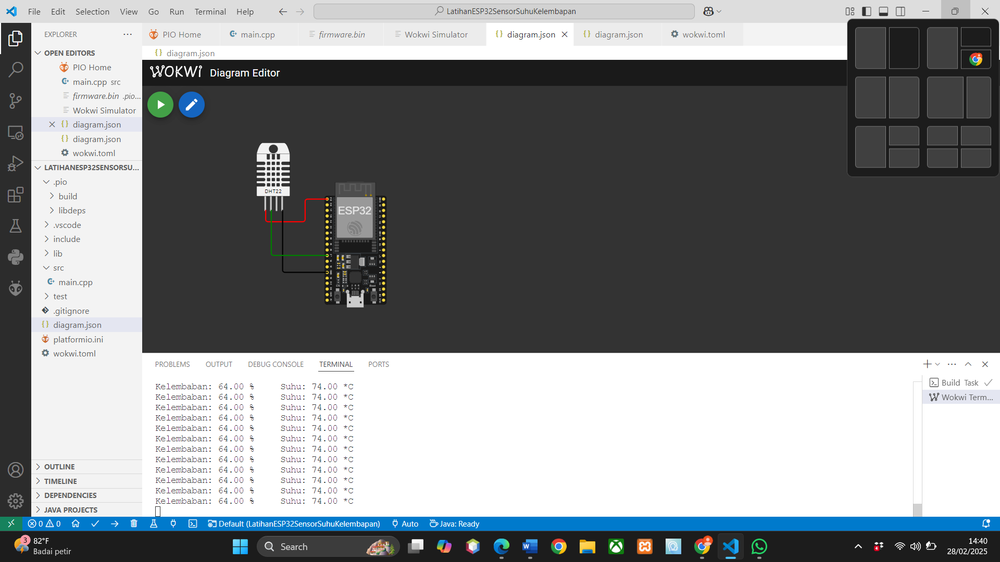 File Edit Selection View Go Run Terminal Help
LatihanESP32SensorSuhuKelembapan
EXPLORER
PIO Home
main.cpp
firmware.bin
Wokwi Simulator
diagram.json
diagram.json
wokwi.toml
diagram.json
OPEN EDITORS
PIO Home
main.cpp src
firmware.bin .pio...
Wokwi Simulator
diagram.json
diagram.json
wokwi.toml
LATIHANESP32SENSORSU...
.pio
build
libdeps
.vscode
include
lib
src
main.cpp
test
.gitignore
diagram.json
platformio.ini
wokwi.toml
OUTLINE
TIMELINE
DEPENDENCIES
JAVA PROJECTS
WOKWi Diagram Editor
DHT22
ESP32
EN
Boot
PROBLEMS OUTPUT DEBUG CONSOLE TERMINAL PORTS
Kelembaban: 64.00 % Suhu: 74.00 *C
Kelembaban: 64.00 % Suhu: 74.00 *C
Kelembaban: 64.00 % Suhu: 74.00 *C
Kelembaban: 64.00 % Suhu: 74.00 *C
Kelembaban: 64.00 % Suhu: 74.00 *C
Kelembaban: 64.00 % Suhu: 74.00 *C
Kelembaban: 64.00 % Suhu: 74.00 *C
Kelembaban: 64.00 % Suhu: 74.00 *C
Kelembaban: 64.00 % Suhu: 74.00 *C
Kelembaban: 64.00 % Suhu: 74.00 *C
Kelembaban: 64.00 % Suhu: 74.00 *C
Kelembaban: 64.00 % Suhu: 74.00 *C
Build Task
Wokwi Term...
0 0 Default (LatihanESP32SensorSuhuKelembapan) Auto Java: Ready
3
82°F
Badai petir
Search
4
14:40
28/02/2025